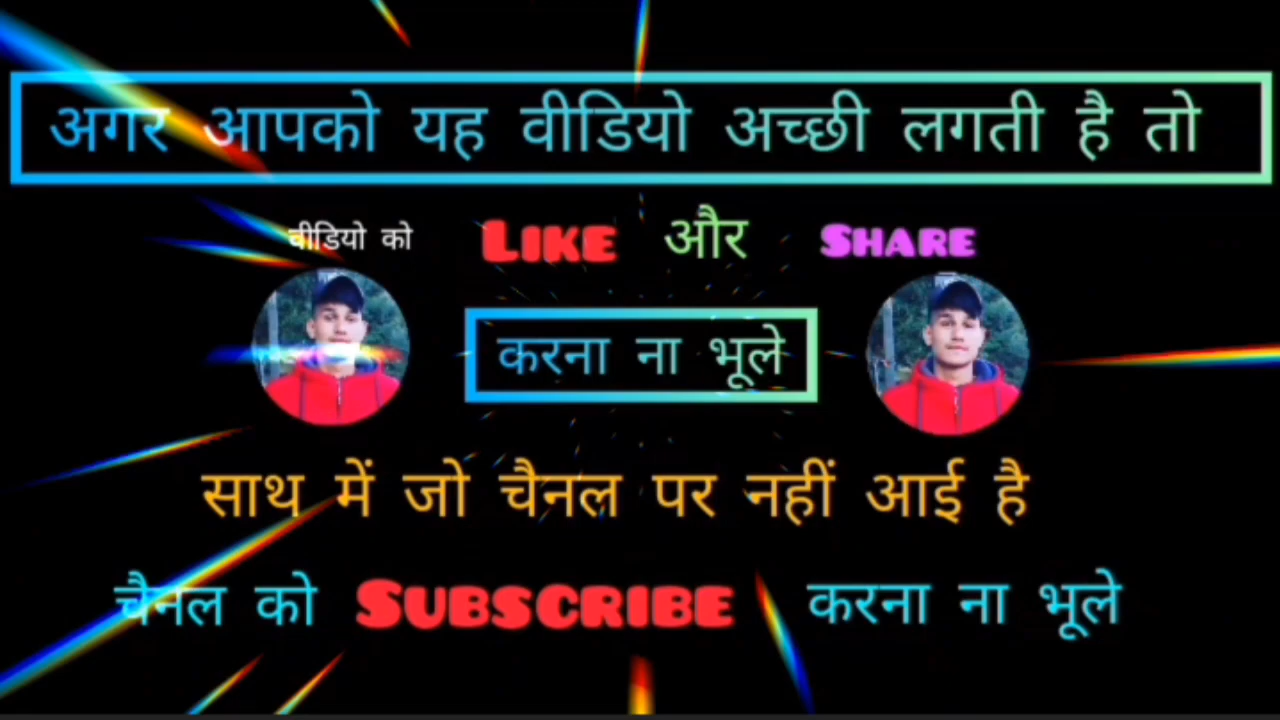 अगर आपको यह वीडियो अच्छी लगती है तो
वीडियो को LIKE और SHARE
करना ना भूले
साथ में जो चैनल पर नहीं आई है
चैनल को SUBSCRIBE करना ना भूले